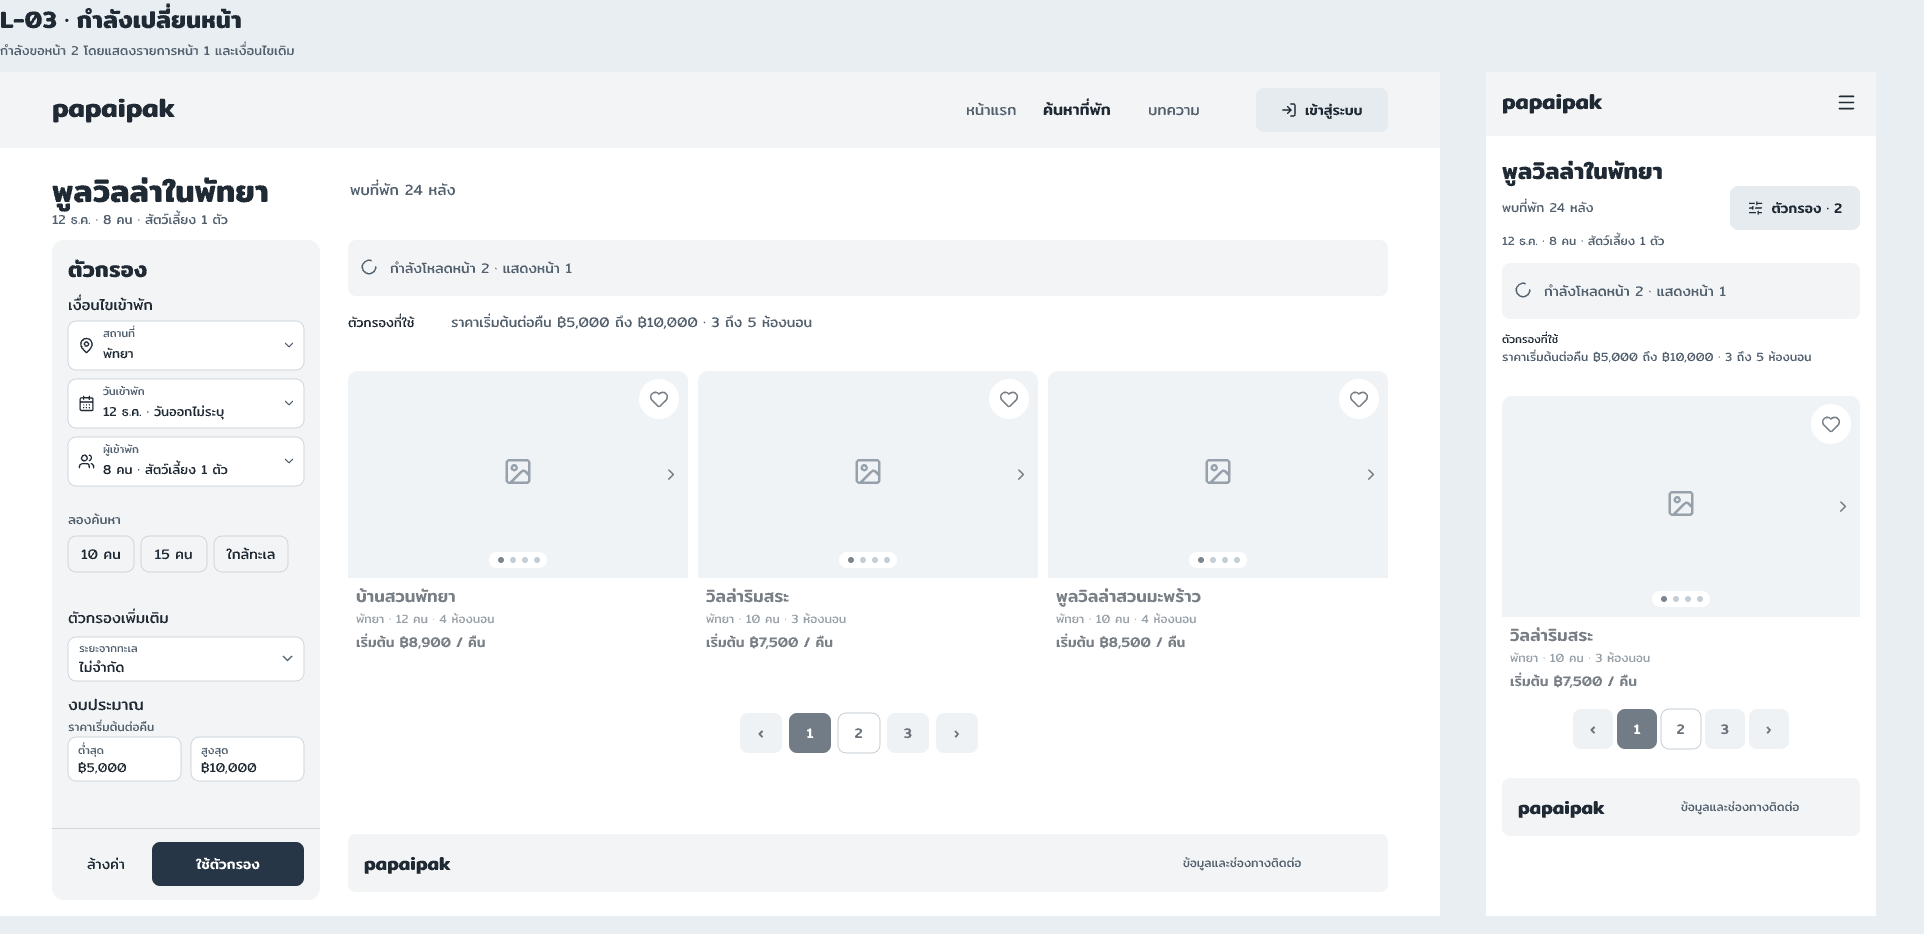 L-03 · กำลังเปลี่ยนหน้า
กำลังขอหน้า 2 โดยแสดงรายการหน้า 1 และเงื่อนไขเดิม
papaipak
หน้าแรก
ค้นหาที่พัก
บทความ
เข้าสู่ระบบ
พูลวิลล่าในพัทยา
12 ธ.ค. · 8 คน · สัตว์เลี้ยง 1 ตัว
ตัวกรอง
เงื่อนไขเข้าพัก
สถานที่
พัทยา
วันเข้าพัก
12 ธ.ค. · วันออกไม่ระบุ
ผู้เข้าพัก
8 คน · สัตว์เลี้ยง 1 ตัว
ลองค้นหา
10 คน
15 คน
ใกล้ทะเล
ตัวกรองเพิ่มเติม
ระยะจากทะเล
ไม่จำกัด
งบประมาณ
ราคาเริ่มต้นต่อคืน
ต่ำสุด
฿5,000
สูงสุด
฿10,000
ล้างค่า
ใช้ตัวกรอง
พบที่พัก 24 หลัง
กำลังโหลดหน้า 2 · แสดงหน้า 1
ตัวกรองที่ใช้
ราคาเริ่มต้นต่อคืน ฿5,000 ถึง ฿10,000 · 3 ถึง 5 ห้องนอน
บ้านสวนพัทยา
พัทยา · 12 คน · 4 ห้องนอน
เริ่มต้น ฿8,900 / คืน
วิลล่าริมสระ
พัทยา · 10 คน · 3 ห้องนอน
เริ่มต้น ฿7,500 / คืน
พูลวิลล่าสวนมะพร้าว
พัทยา · 10 คน · 4 ห้องนอน
เริ่มต้น ฿8,500 / คืน
‹ 1 2 3 ›
papaipak
ข้อมูลและช่องทางติดต่อ
papaipak
พูลวิลล่าในพัทยา
พบที่พัก 24 หลัง
ตัวกรอง · 2
12 ธ.ค. · 8 คน · สัตว์เลี้ยง 1 ตัว
กำลังโหลดหน้า 2 · แสดงหน้า 1
ตัวกรองที่ใช้
ราคาเริ่มต้นต่อคืน ฿5,000 ถึง ฿10,000 · 3 ถึง 5 ห้องนอน
วิลล่าริมสระ
พัทยา · 10 คน · 3 ห้องนอน
เริ่มต้น ฿7,500 / คืน
‹ 1 2 3 ›
papaipak
ข้อมูลและช่องทางติดต่อ